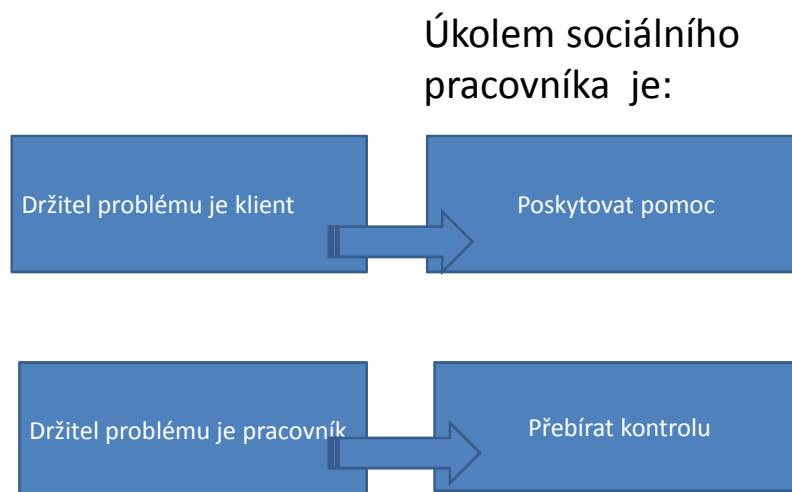 Úkolem sociálního
pracovníka je:
Držitel problému je klient
Poskytovat pomoc
Držitel problému je pracovník
Přebírat kontrolu